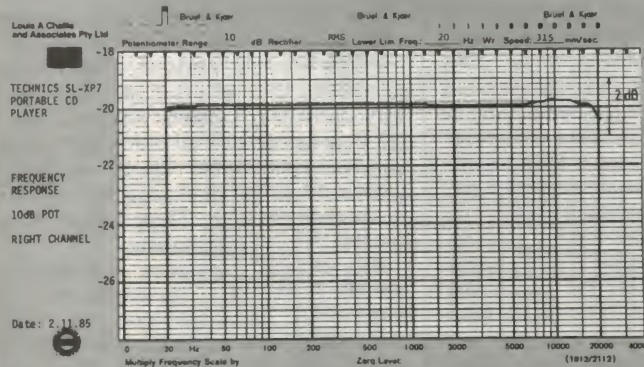 Louis A Challis
and Associates Pty Ltd
Brüel & Kjær
Brüel & Kjær
Brüel & Kjær
Potentiometer Range 10 dB Rectifier RMS Lower Lim Freq.: 20 Hz Wr Speed: 315 mm/sec.
-18
TECHNICS SL-XP7
PORTABLE CD
PLAYER
-20
2 dB
-22
FREQUENCY
RESPONSE
-24
10dB POT
RIGHT CHANNEL
-26
Date: 2.11.85
0 20 Hz 50 100 200 500 1000 2000 5000 10000 20000 4000
Multiply Frequency Scale by
Zero Level:
(1813/2112)